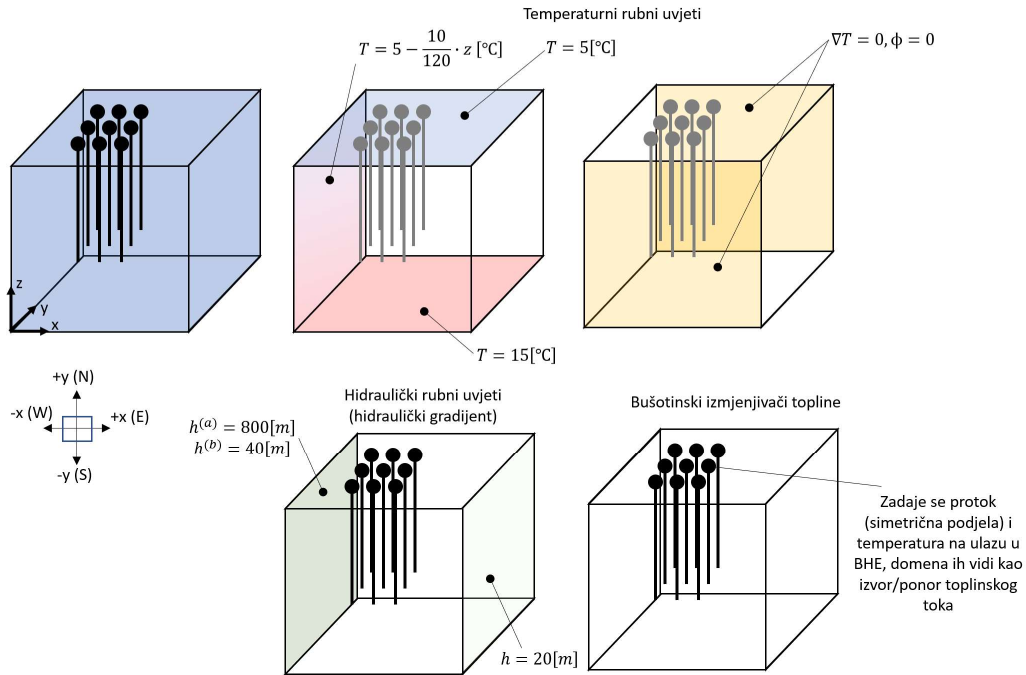 Temperaturni rubni uvjeti
T = 5 − 10/120 · z [°C]
T = 5[°C]
∇T = 0, ϕ = 0
z
y
x
T = 15[°C]
+y (N)
-x (W)
+x (E)
-y (S)
Hidraulički rubni uvjeti
(hidraulički gradijent)
h^(a) = 800[m]
h^(b) = 40[m]
h = 20[m]
Bušotinski izmjenjivači topline
Zadaje se protok
(simetrična podjela) i
temperatura na ulazu u
BHE, domena ih vidi kao
izvor/ponor toplinskog
toka